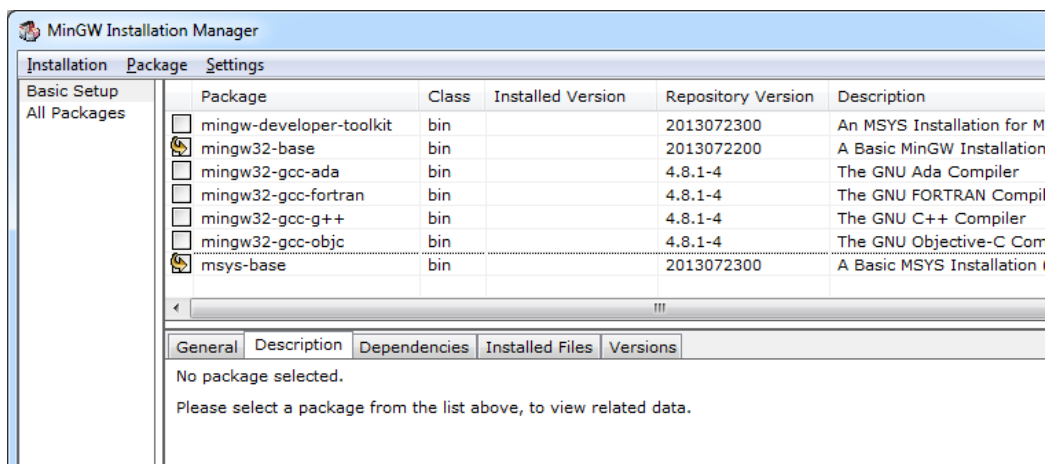 MinGW Installation Manager
Installation Package Settings
Basic Setup
All Packages
Package Class Installed Version Repository Version Description
mingw-developer-toolkit bin 2013072300 An MSYS Installation for M
mingw32-base bin 2013072200 A Basic MinGW Installation
mingw32-gcc-ada bin 4.8.1-4 The GNU Ada Compiler
mingw32-gcc-fortran bin 4.8.1-4 The GNU FORTRAN Compil
mingw32-gcc-g++ bin 4.8.1-4 The GNU C++ Compiler
mingw32-gcc-objc bin 4.8.1-4 The GNU Objective-C Com
msys-base bin 2013072300 A Basic MSYS Installation (
General Description Dependencies Installed Files Versions
No package selected.
Please select a package from the list above, to view related data.